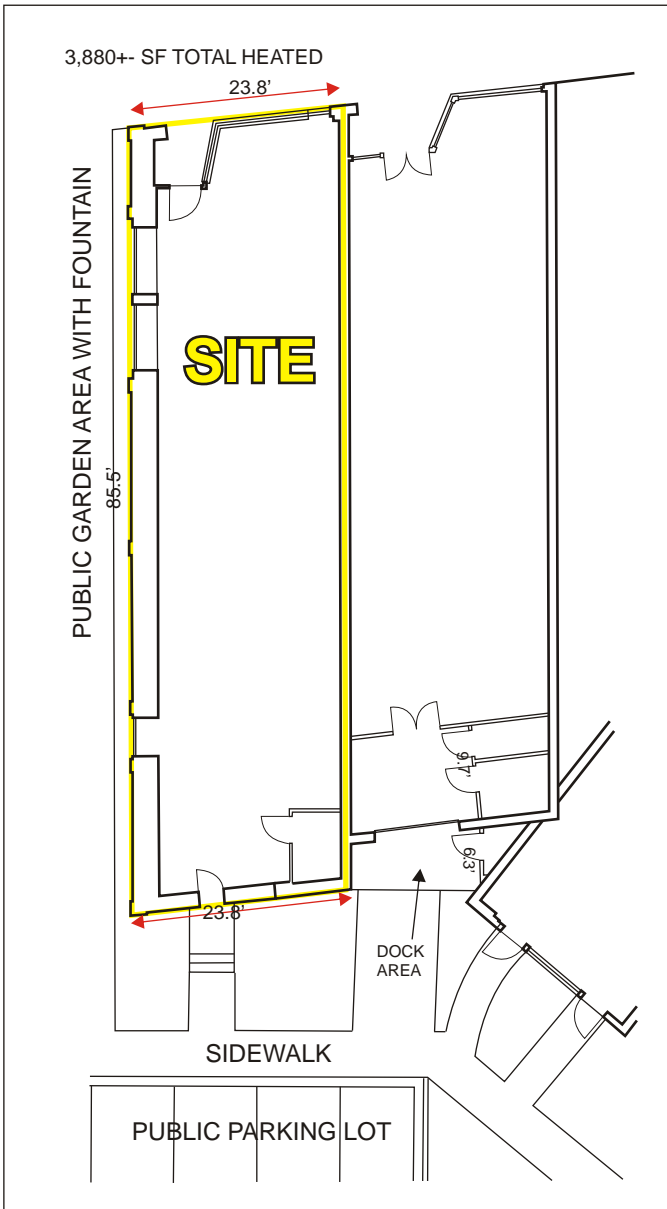 3,880+- SF TOTAL HEATED
23.8'
PUBLIC GARDEN AREA WITH FOUNTAIN
85.5'
SITE
9.7'
6.3'
23.8'
DOCK
AREA
SIDEWALK
PUBLIC PARKING LOT